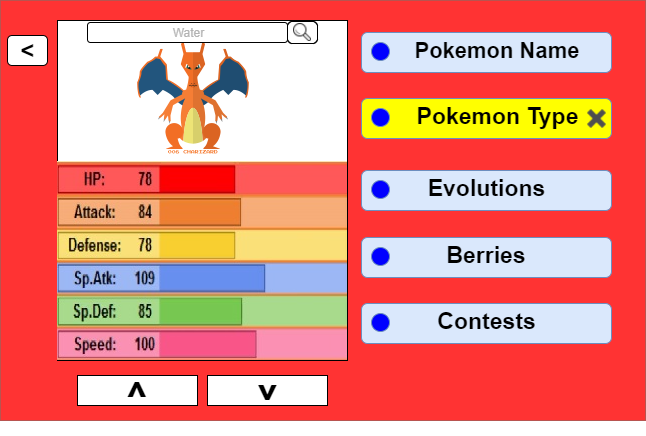 Water
<
006 CHARIZARD
HP: 78
Attack: 84
Defense: 78
Sp.Atk: 109
Sp.Def: 85
Speed: 100
Pokemon Name
Pokemon Type
Evolutions
Berries
Contests